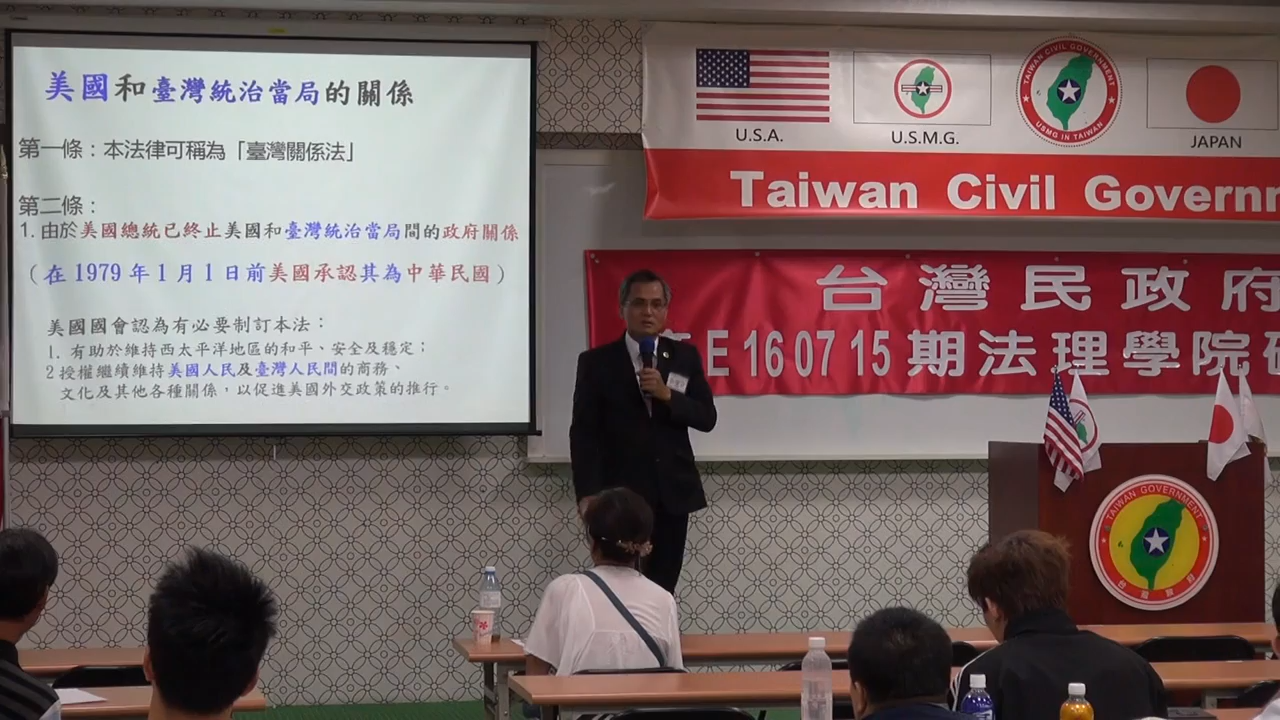 美國和臺灣統治當局的關係
第一條：本法律可稱為「臺灣關係法」
第二條：
1. 由於美國總統已終止美國和臺灣統治當局間的政府關係
（在 1979 年 1 月 1 日前美國承認其為中華民國）
美國國會認為有必要制訂本法：
1. 有助於維持西太平洋地區的和平、安全及穩定；
2 授權繼續維持美國人民及臺灣人民間的商務、
文化及其他各種關係，以促進美國外交政策的推行。
U.S.A.
U.S.M.G.
TAIWAN CIVIL GOVERNMENT
USMG IN TAIWAN
JAPAN
Taiwan Civil Governm
台灣民政府
E 16 07 15 期法理學院
TAIWAN GOVERNMENT